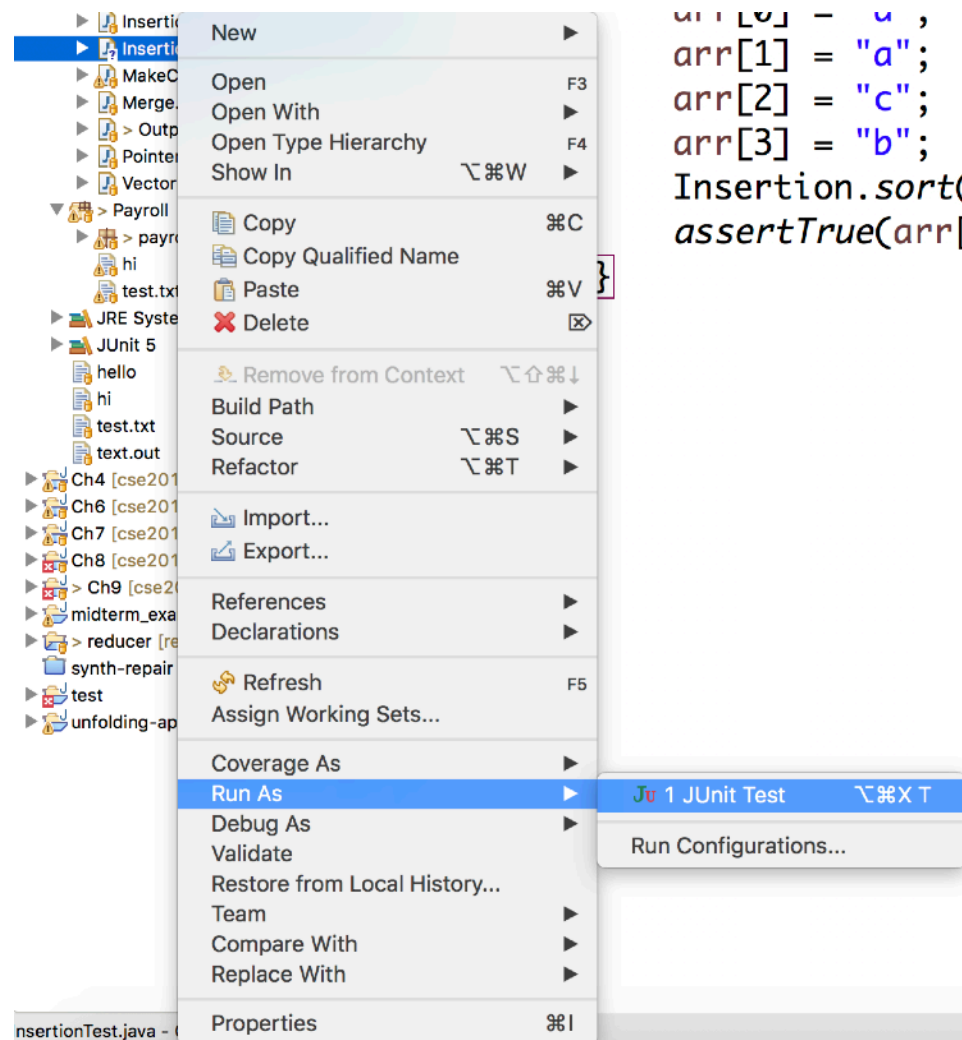 Insertio
Insertio
MakeC
Merge.
> Outp
Pointer
Vector
> Payroll
> payro
hi
test.txt
JRE Syste
JUnit 5
hello
hi
test.txt
text.out
Ch4 [cse201
Ch6 [cse201
Ch7 [cse201
Ch8 [cse201
> Ch9 [cse2
midterm_exa
> reducer [re
synth-repair
test
unfolding-ap
nsertionTest.java -
New
Open F3
Open With
Open Type Hierarchy F4
Show In ⌥⌘W
Copy ⌘C
Copy Qualified Name
Paste ⌘V
Delete ⌦
Remove from Context ⌥⇧⌘↓
Build Path
Source ⌥⌘S
Refactor ⌥⌘T
Import...
Export...
References
Declarations
Refresh F5
Assign Working Sets...
Coverage As
Run As
Debug As
Validate
Restore from Local History...
Team
Compare With
Replace With
Properties ⌘I
JU 1 JUnit Test ⌥⌘X T
Run Configurations...
arr[0] = "a";
arr[1] = "a";
arr[2] = "c";
arr[3] = "b";
Insertion.sort(
assertTrue(arr[
}